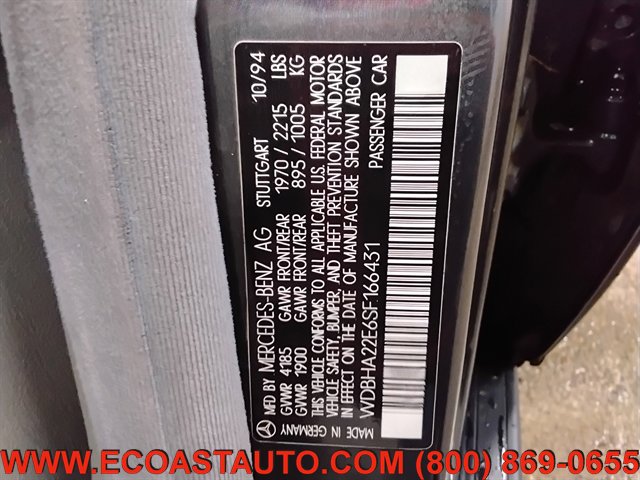 MFD BY MERCEDES-BENZ AG STUTTGART 10/94
GVWR 4185 GAWR FRONT/REAR 1970 / 2215 LBS
GVWR 1900 GAWR FRONT/REAR 895 / 1005 KG
THIS VEHICLE CONFORMS TO ALL APPLICABLE U.S. FEDERAL MOTOR
VEHICLE SAFETY, BUMPER, AND THEFT PREVENTION STANDARDS
IN EFFECT ON THE DATE OF MANUFACTURE SHOWN ABOVE
WDBHA22E6SF166431 PASSENGER CAR
MADE IN GERMANY
WWW.ECOASTAUTO.COM (800) 869-0655